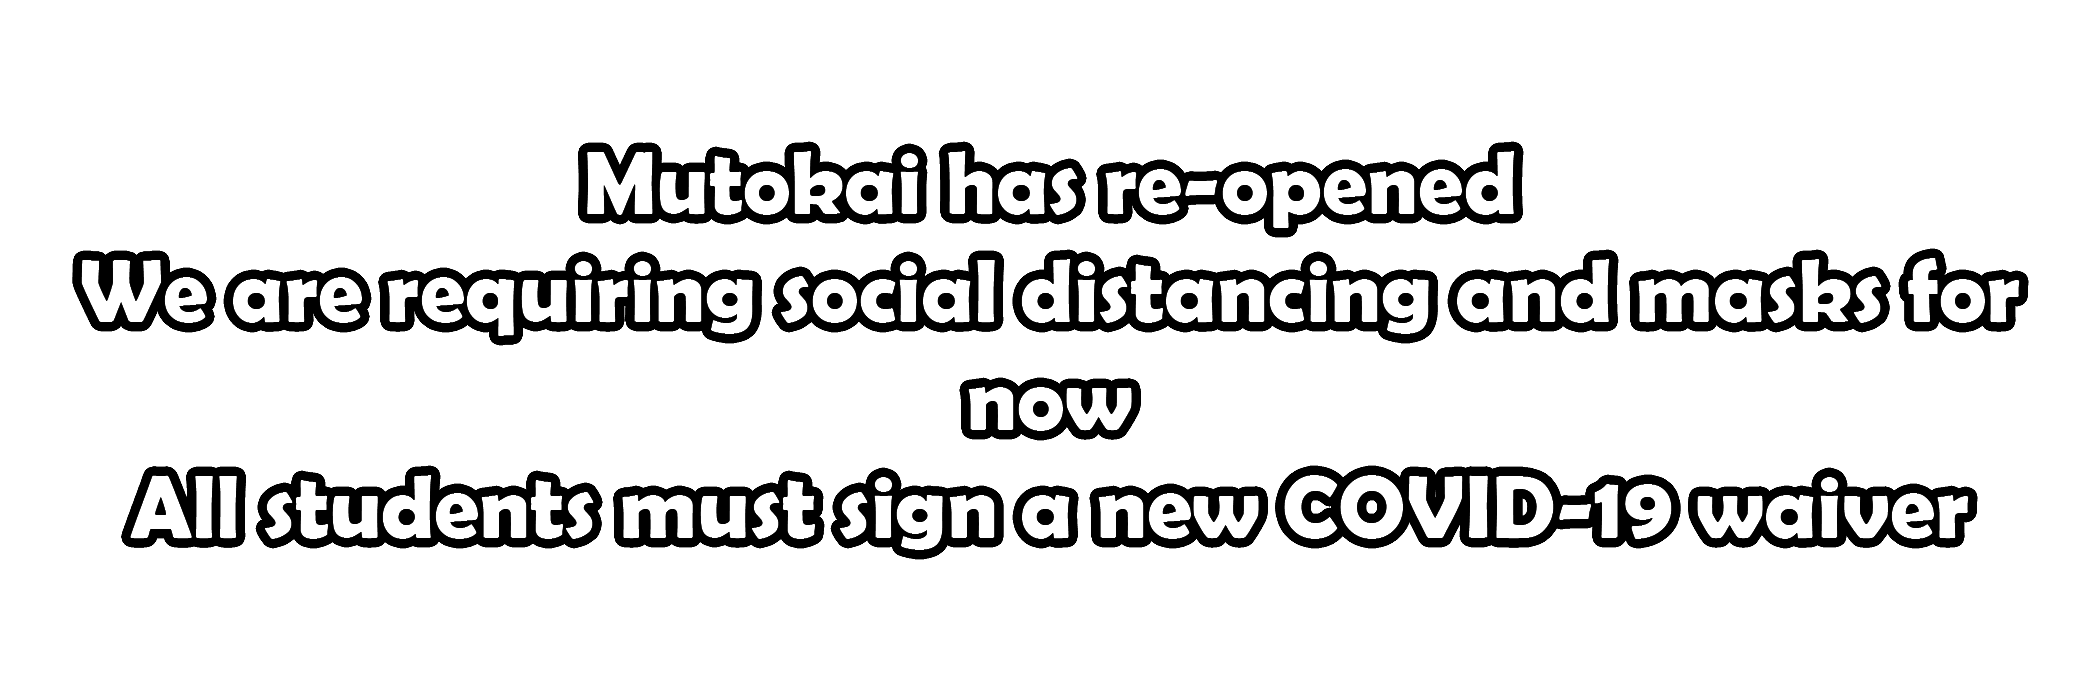 Mutokai has re-opened
We are requiring social distancing and masks for
now
All students must sign a new COVID-19 waiver